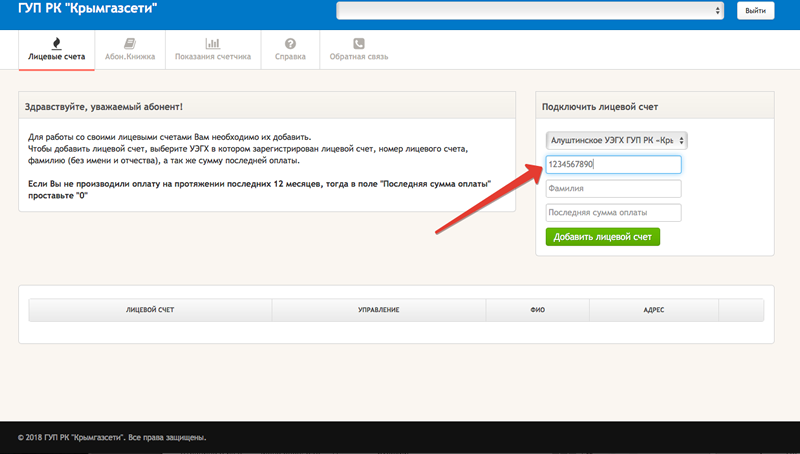 ГУП РК "Крымгазсети"
Выйти
Лицевые счета
Абон.Книжка
Показания счетчика
Справка
Обратная связь
Здравствуйте, уважаемый абонент!
Для работы со своими лицевыми счетами Вам необходимо их добавить.
Чтобы добавить лицевой счет, выберите УЭГХ в котором зарегистрирован лицевой счет, номер лицевого счета,
фамилию (без имени и отчества), а так же сумму последней оплаты.
Если Вы не производили оплату на протяжении последних 12 месяцев, тогда в поле "Последняя сумма оплаты"
проставьте "0"
Подключить лицевой счет
Алуштинское УЭГХ ГУП РК «Кры
1234567890
Фамилия
Последняя сумма оплаты
Добавить лицевой счет
ЛИЦЕВОЙ СЧЕТ
УПРАВЛЕНИЕ
ФИО
АДРЕС
© 2018 ГУП РК "Крымгазсети". Все права защищены.